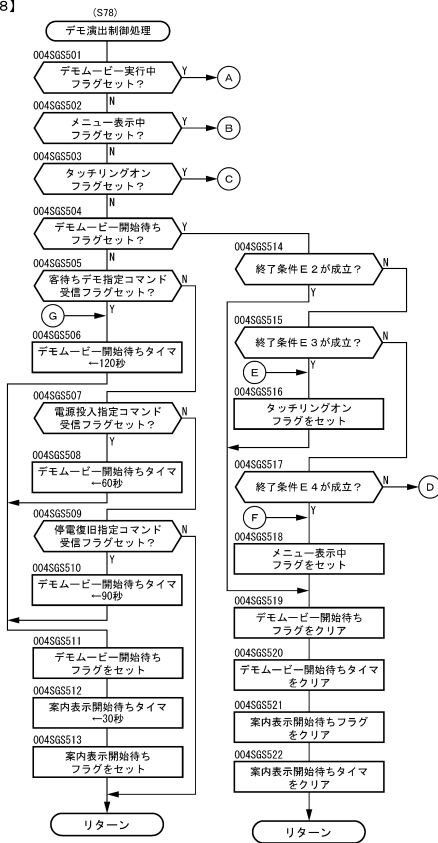 8】
(S78)
デモ演出制御処理
004SGS501
デモムービー実行中
フラグセット？
Y
A
N
004SGS502
メニュー表示中
フラグセット？
Y
B
N
004SGS503
タッチリングオン
フラグセット？
Y
C
N
004SGS504
デモムービー開始待ち
フラグセット？
Y
N
004SGS505
客待ちデモ指定コマンド
受信フラグセット？
N
G
Y
004SGS506
デモムービー開始待ちタイマ
←120秒
004SGS507
電源投入指定コマンド
受信フラグセット？
N
Y
004SGS508
デモムービー開始待ちタイマ
←60秒
004SGS509
停電復旧指定コマンド
受信フラグセット？
N
Y
004SGS510
デモムービー開始待ちタイマ
←90秒
004SGS511
デモムービー開始待ち
フラグをセット
004SGS512
案内表示開始待ちタイマ
←30秒
004SGS513
案内表示開始待ち
フラグをセット
リターン
004SGS514
終了条件E2が成立？
N
Y
004SGS515
終了条件E3が成立？
N
E
Y
004SGS516
タッチリングオン
フラグをセット
004SGS517
終了条件E4が成立？
N
D
F
Y
004SGS518
メニュー表示中
フラグをセット
004SGS519
デモムービー開始待ち
フラグをクリア
004SGS520
デモムービー開始待ちタイマ
をクリア
004SGS521
案内表示開始待ちフラグ
をクリア
004SGS522
案内表示開始待ちタイマ
をクリア
リターン